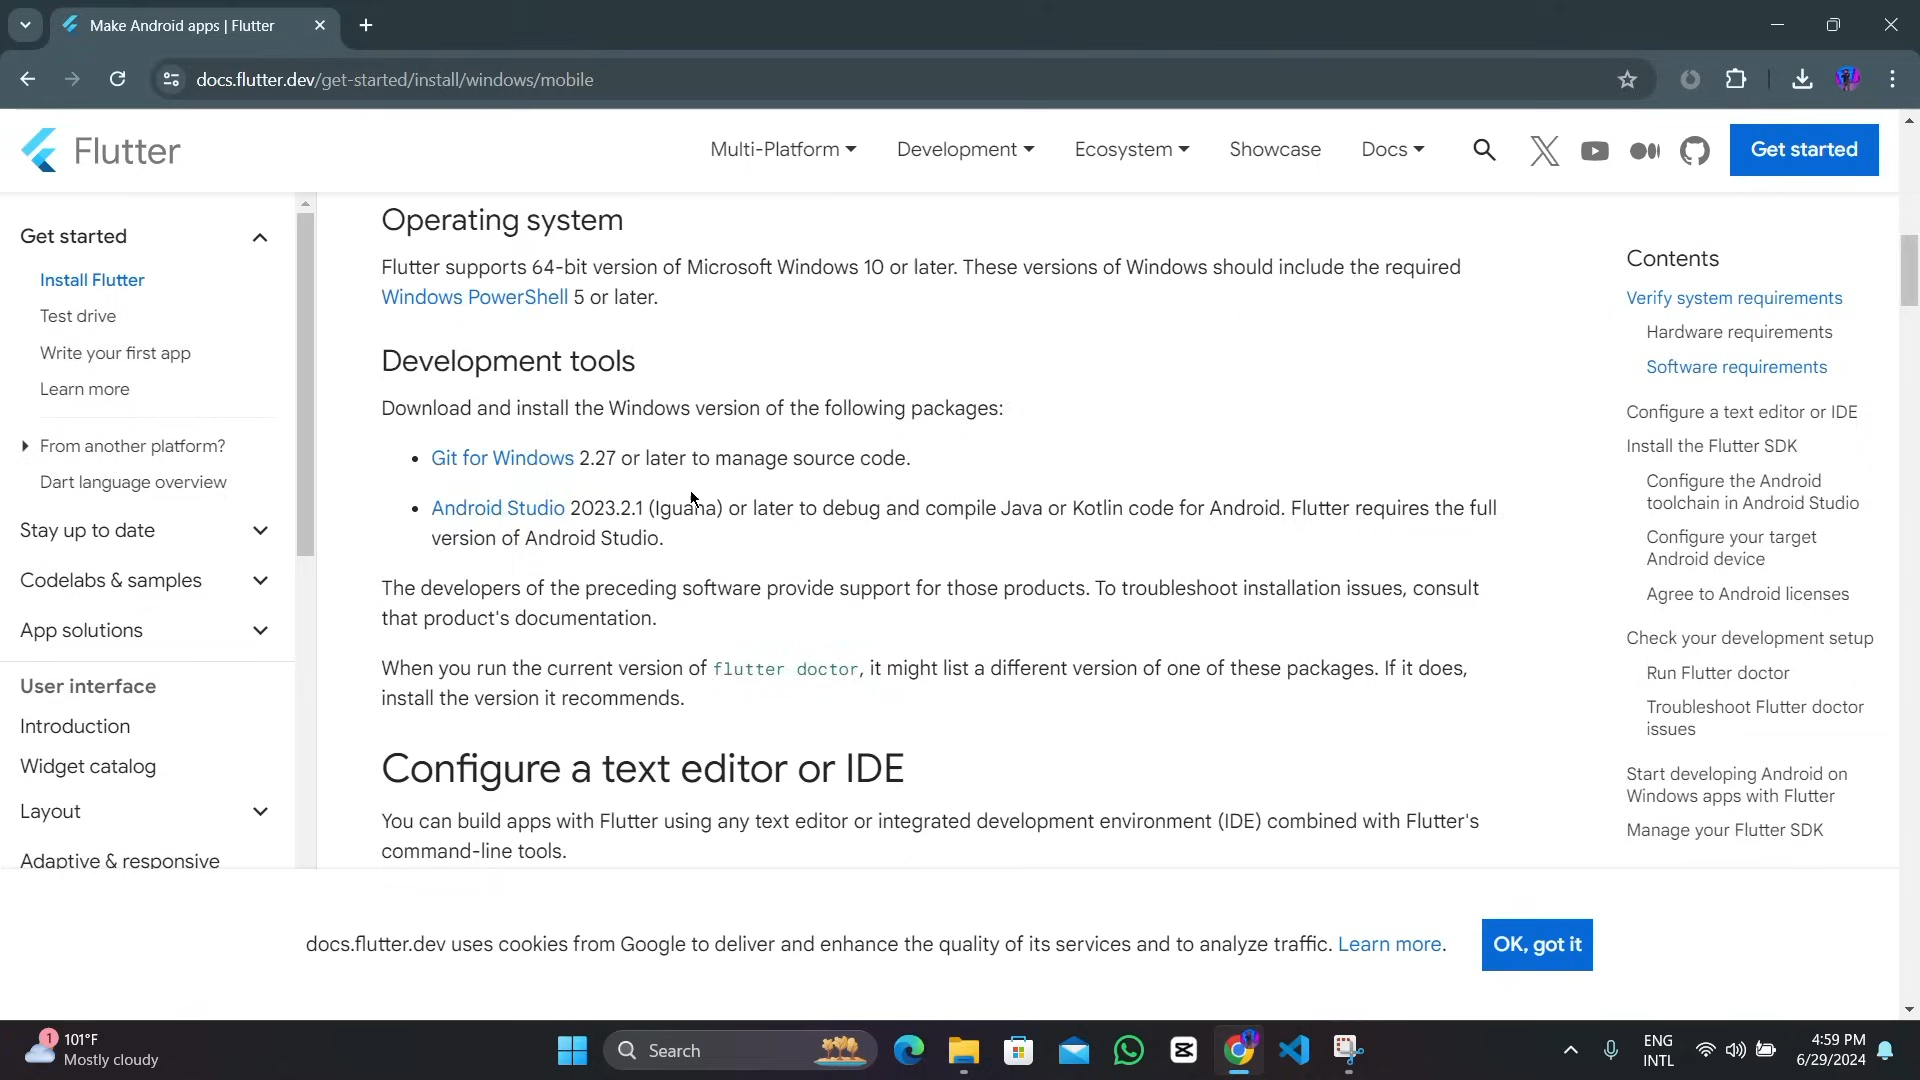 Make Android apps | Flutter
docs.flutter.dev/get-started/install/windows/mobile
Flutter
Multi-Platform
Development
Ecosystem
Showcase
Docs
Get started
Get started
Install Flutter
Test drive
Write your first app
Learn more
From another platform?
Dart language overview
Stay up to date
Codelabs & samples
App solutions
User interface
Introduction
Widget catalog
Layout
Adaptive & responsive
Operating system
Flutter supports 64-bit version of Microsoft Windows 10 or later. These versions of Windows should include the required
Windows PowerShell 5 or later.
Development tools
Download and install the Windows version of the following packages:
• Git for Windows 2.27 or later to manage source code.
• Android Studio 2023.2.1 (Iguana) or later to debug and compile Java or Kotlin code for Android. Flutter requires the full
version of Android Studio.
The developers of the preceding software provide support for those products. To troubleshoot installation issues, consult
that product's documentation.
When you run the current version of flutter doctor, it might list a different version of one of these packages. If it does,
install the version it recommends.
Configure a text editor or IDE
You can build apps with Flutter using any text editor or integrated development environment (IDE) combined with Flutter's
command-line tools.
Contents
Verify system requirements
Hardware requirements
Software requirements
Configure a text editor or IDE
Install the Flutter SDK
Configure the Android
toolchain in Android Studio
Configure your target
Android device
Agree to Android licenses
Check your development setup
Run Flutter doctor
Troubleshoot Flutter doctor
issues
Start developing Android on
Windows apps with Flutter
Manage your Flutter SDK
docs.flutter.dev uses cookies from Google to deliver and enhance the quality of its services and to analyze traffic. Learn more.
OK, got it
1
101°F
Mostly cloudy
Search
ENG
INTL
4:59 PM
6/29/2024